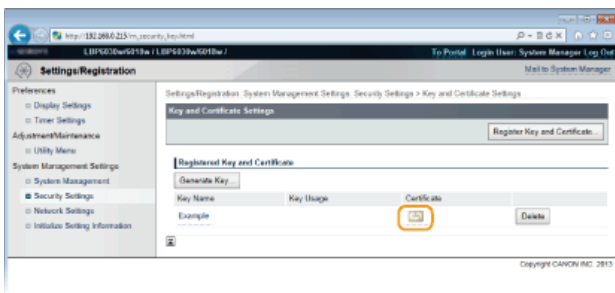 http://192.168.0.215/m_security_key.html
LBP6030w/6018w / LBP6030w/6018w /
To Portal Login User: System Manager Log Out
Settings/Registration
Mail to System Manager
Preferences
Display Settings
Timer Settings
Adjustment/Maintenance
Utility Menu
System Management Settings
System Management
Security Settings
Network Settings
Initialize Setting Information
Settings/Registration: System Management Settings: Security Settings > Key and Certificate Settings
Key and Certificate Settings
Register Key and Certificate...
Registered Key and Certificate
Generate Key...
Key Name Key Usage Certificate
Example Delete
Copyright CANON INC. 2013